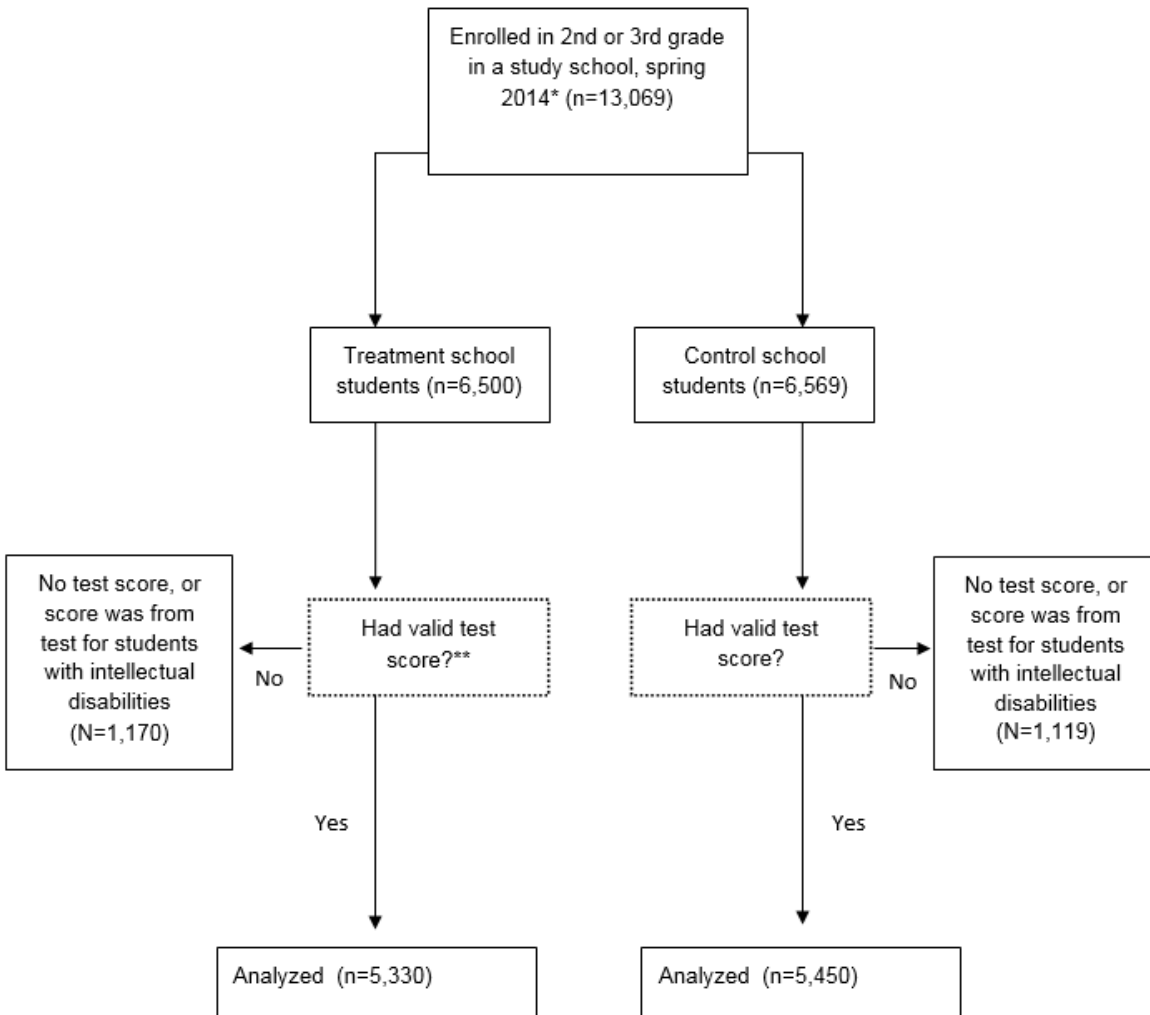 Enrolled in 2nd or 3rd grade
in a study school, spring
2014* (n=13,069)
Treatment school
students (n=6,500)
Control school
students (n=6,569)
No test score, or
score was from
test for students
with intellectual
disabilities
(N=1,170)
No
Had valid test
score?**
Had valid test
score?
No
No test score, or
score was from
test for students
with intellectual
disabilities
(N=1,119)
Yes
Yes
Analyzed (n=5,330)
Analyzed (n=5,450)